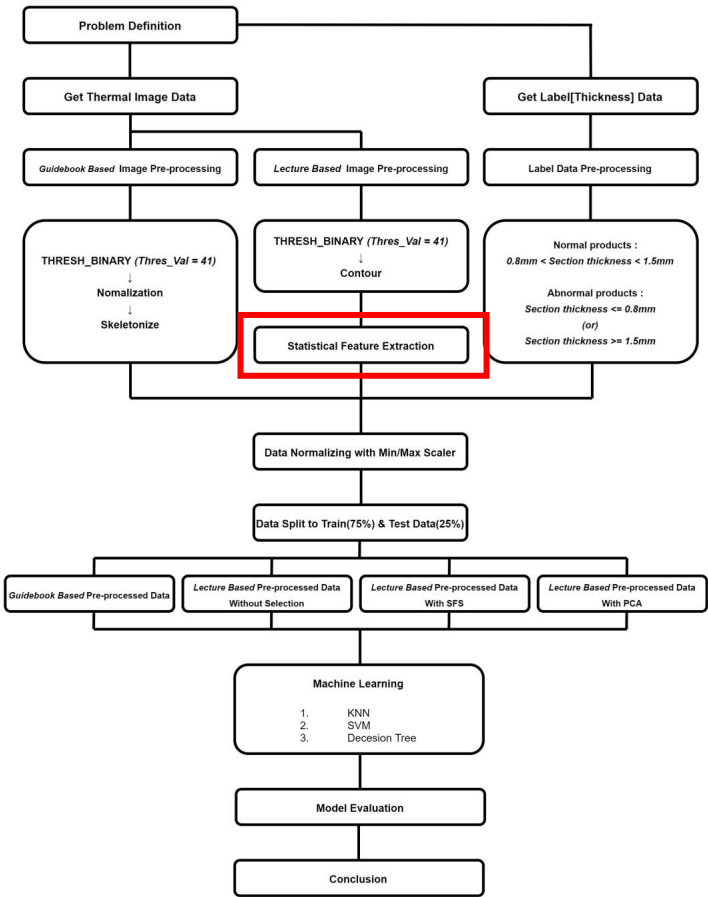 Problem Definition
Get Thermal Image Data
Get Label[Thickness] Data
Guidebook Based Image Pre-processing
Lecture Based Image Pre-processing
Label Data Pre-processing
THRESH_BINARY (Thres_Val = 41)
↓
Nomalization
↓
Skeletonize
THRESH_BINARY (Thres_Val = 41)
↓
Contour
Normal products :
0.8mm < Section thickness < 1.5mm
Abnormal products :
Section thickness <= 0.8mm
(or)
Section thickness >= 1.5mm
Statistical Feature Extraction
Data Normalizing with Min/Max Scaler
Data Split to Train(75%) & Test Data(25%)
Guidebook Based Pre-processed Data
Lecture Based Pre-processed Data
Without Selection
Lecture Based Pre-processed Data
With SFS
Lecture Based Pre-processed Data
With PCA
Machine Learning
1. KNN
2. SVM
3. Decesion Tree
Model Evaluation
Conclusion